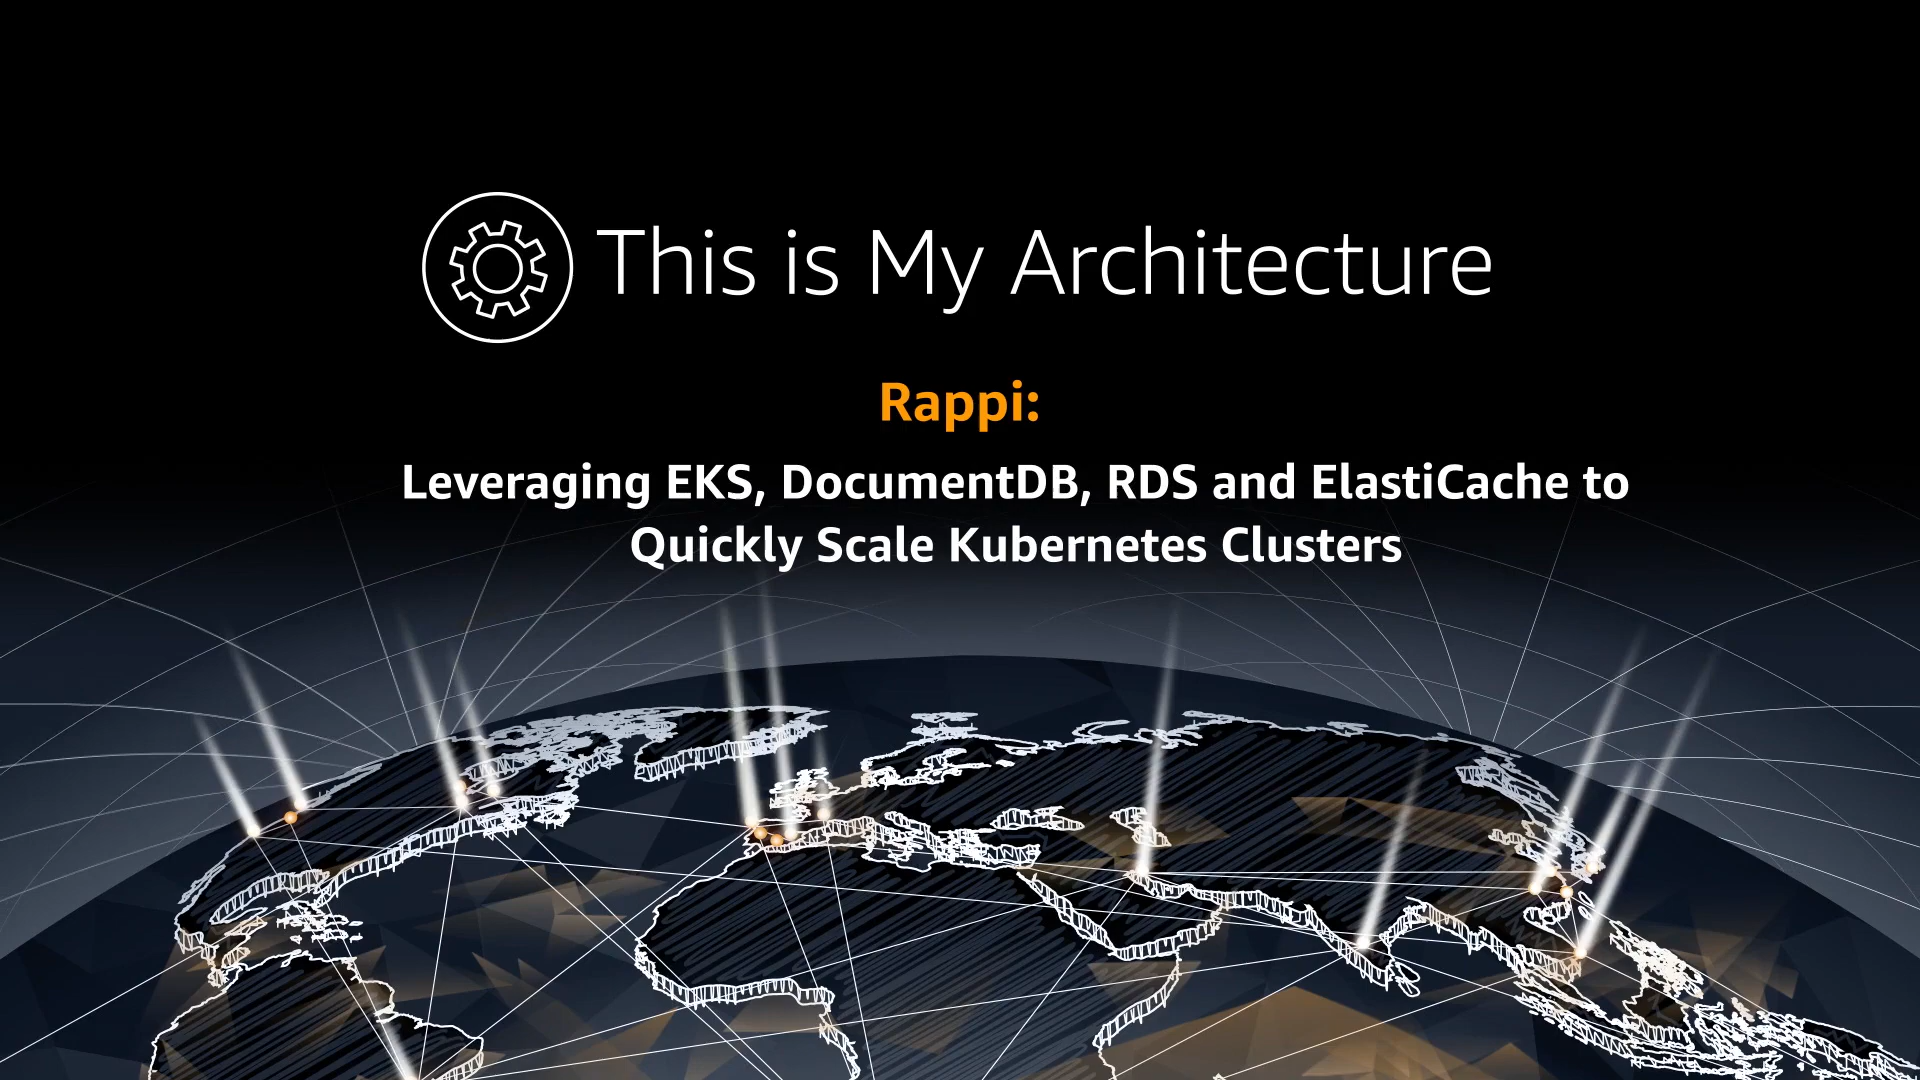 This is My Architecture
Rappi:
Leveraging EKS, DocumentDB, RDS and ElastiCache to
Quickly Scale Kubernetes Clusters